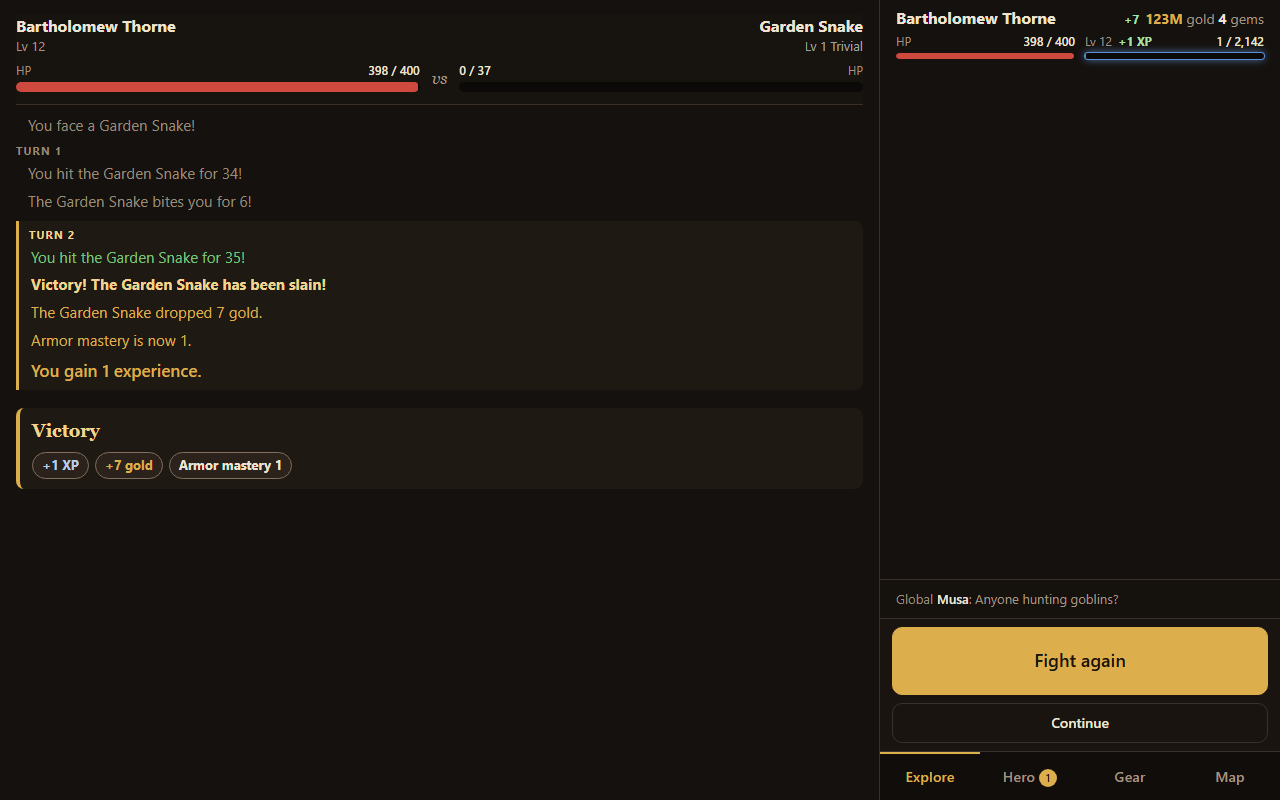 Bartholomew Thorne
Garden Snake
Lv 12
Lv 1 Trivial
HP 398 / 400
vs
0 / 37 HP
You face a Garden Snake!
TURN 1
You hit the Garden Snake for 34!
The Garden Snake bites you for 6!
TURN 2
You hit the Garden Snake for 35!
Victory! The Garden Snake has been slain!
The Garden Snake dropped 7 gold.
Armor mastery is now 1.
You gain 1 experience.
Victory
+1 XP +7 gold Armor mastery 1
Bartholomew Thorne +7 123M gold 4 gems
HP 398 / 400 Lv 12 +1 XP 1 / 2,142
Global Musa: Anyone hunting goblins?
Fight again
Continue
Explore Hero 1 Gear Map